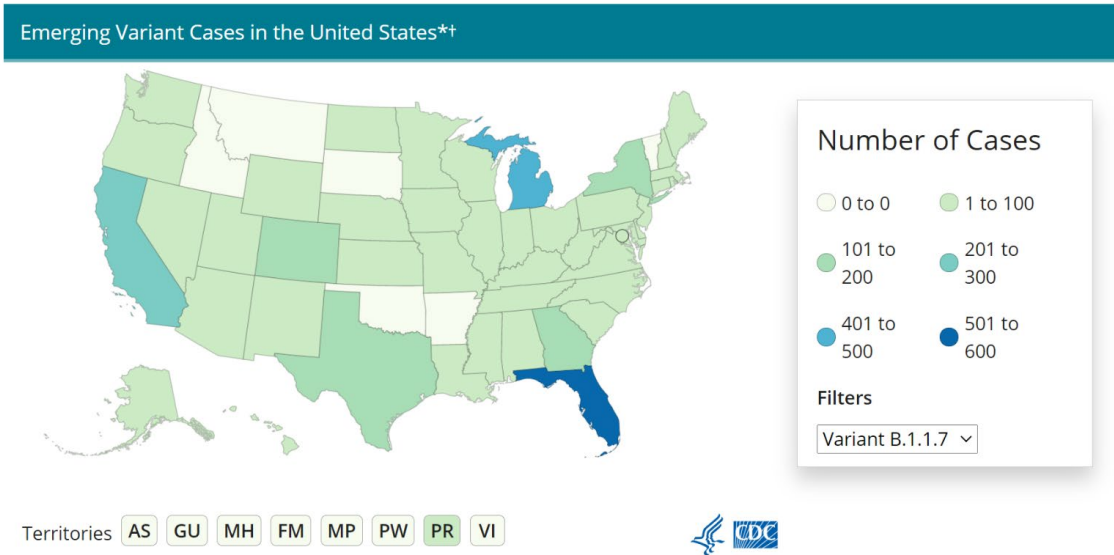 Emerging Variant Cases in the United States*†
Number of Cases
0 to 0
1 to 100
101 to
200
201 to
300
401 to
500
501 to
600
Filters
Variant B.1.1.7
Territories AS GU MH FM MP PW PR VI
CDC